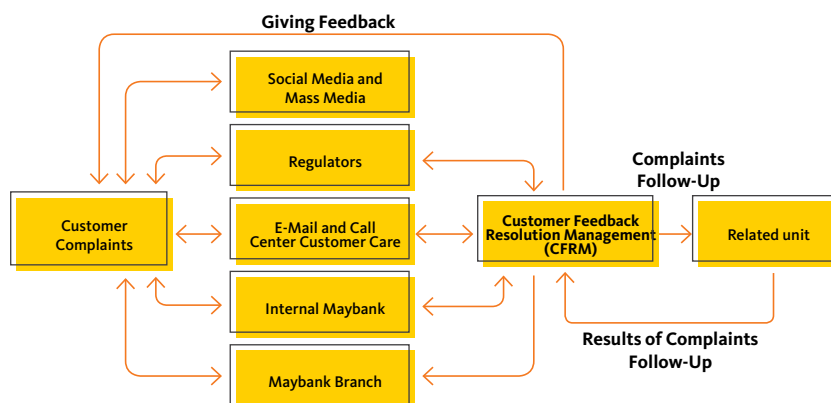 Giving Feedback
Social Media and
Mass Media
Regulators
Complaints
Follow-Up
Customer
Complaints
E-Mail and Call
Center Customer Care
Customer Feedback
Resolution Management
(CFRM)
Related unit
Internal Maybank
Results of Complaints
Follow-Up
Maybank Branch